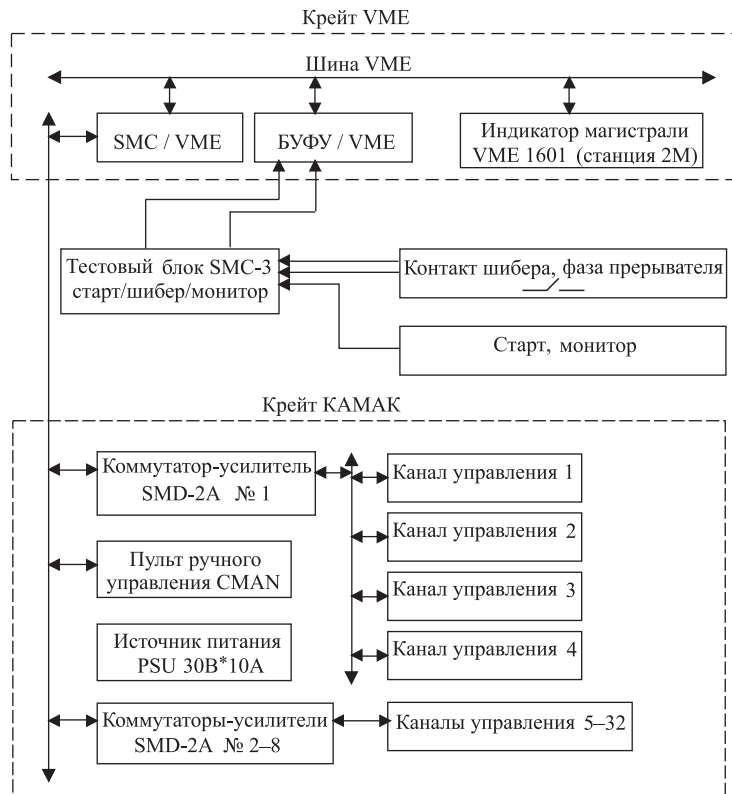 Крейт VME
Шина VME
SMC / VME
БУФУ / VME
Индикатор магистрали
VME 1601 (станция 2М)
Тестовый блок SMC-3
старт/шибер/монитор
Контакт шибера, фаза прерывателя
Старт, монитор
Крейт КАМАК
Коммутатор-усилитель
SMD-2A № 1
Канал управления 1
Канал управления 2
Пульт ручного
управления CMAN
Канал управления 3
Источник питания
PSU 30В*10А
Канал управления 4
Коммутаторы-усилители
SMD-2A № 2–8
Каналы управления 5–32